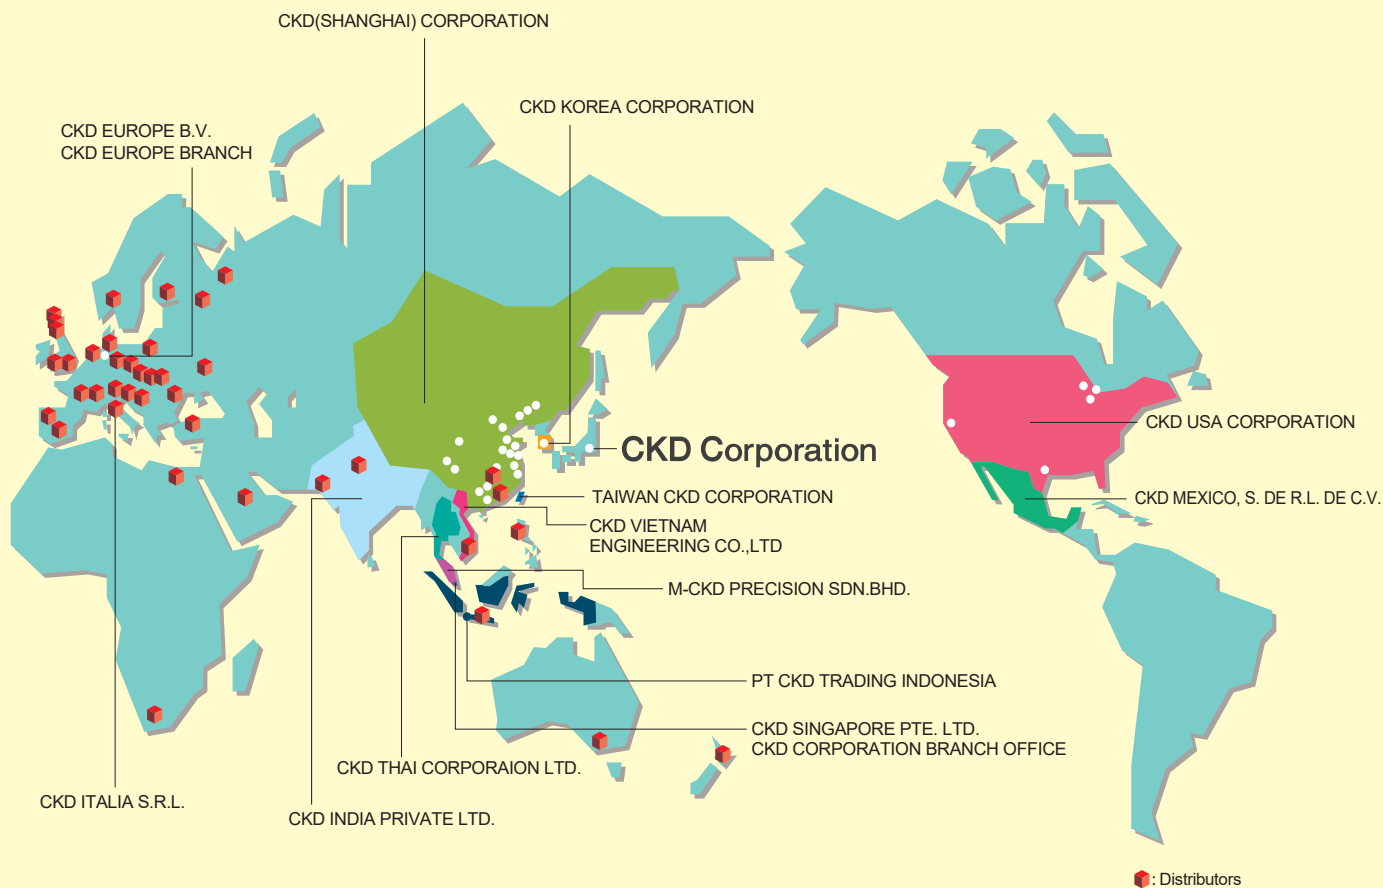 CKD(SHANGHAI) CORPORATION
CKD KOREA CORPORATION
CKD EUROPE B.V.
CKD EUROPE BRANCH
CKD USA CORPORATION
CKD Corporation
TAIWAN CKD CORPORATION
CKD MEXICO, S. DE R.L. DE C.V.
CKD VIETNAM
ENGINEERING CO.,LTD
M-CKD PRECISION SDN.BHD.
PT CKD TRADING INDONESIA
CKD SINGAPORE PTE. LTD.
CKD CORPORATION BRANCH OFFICE
CKD THAI CORPORAION LTD.
CKD ITALIA S.R.L.
CKD INDIA PRIVATE LTD.
: Distributors